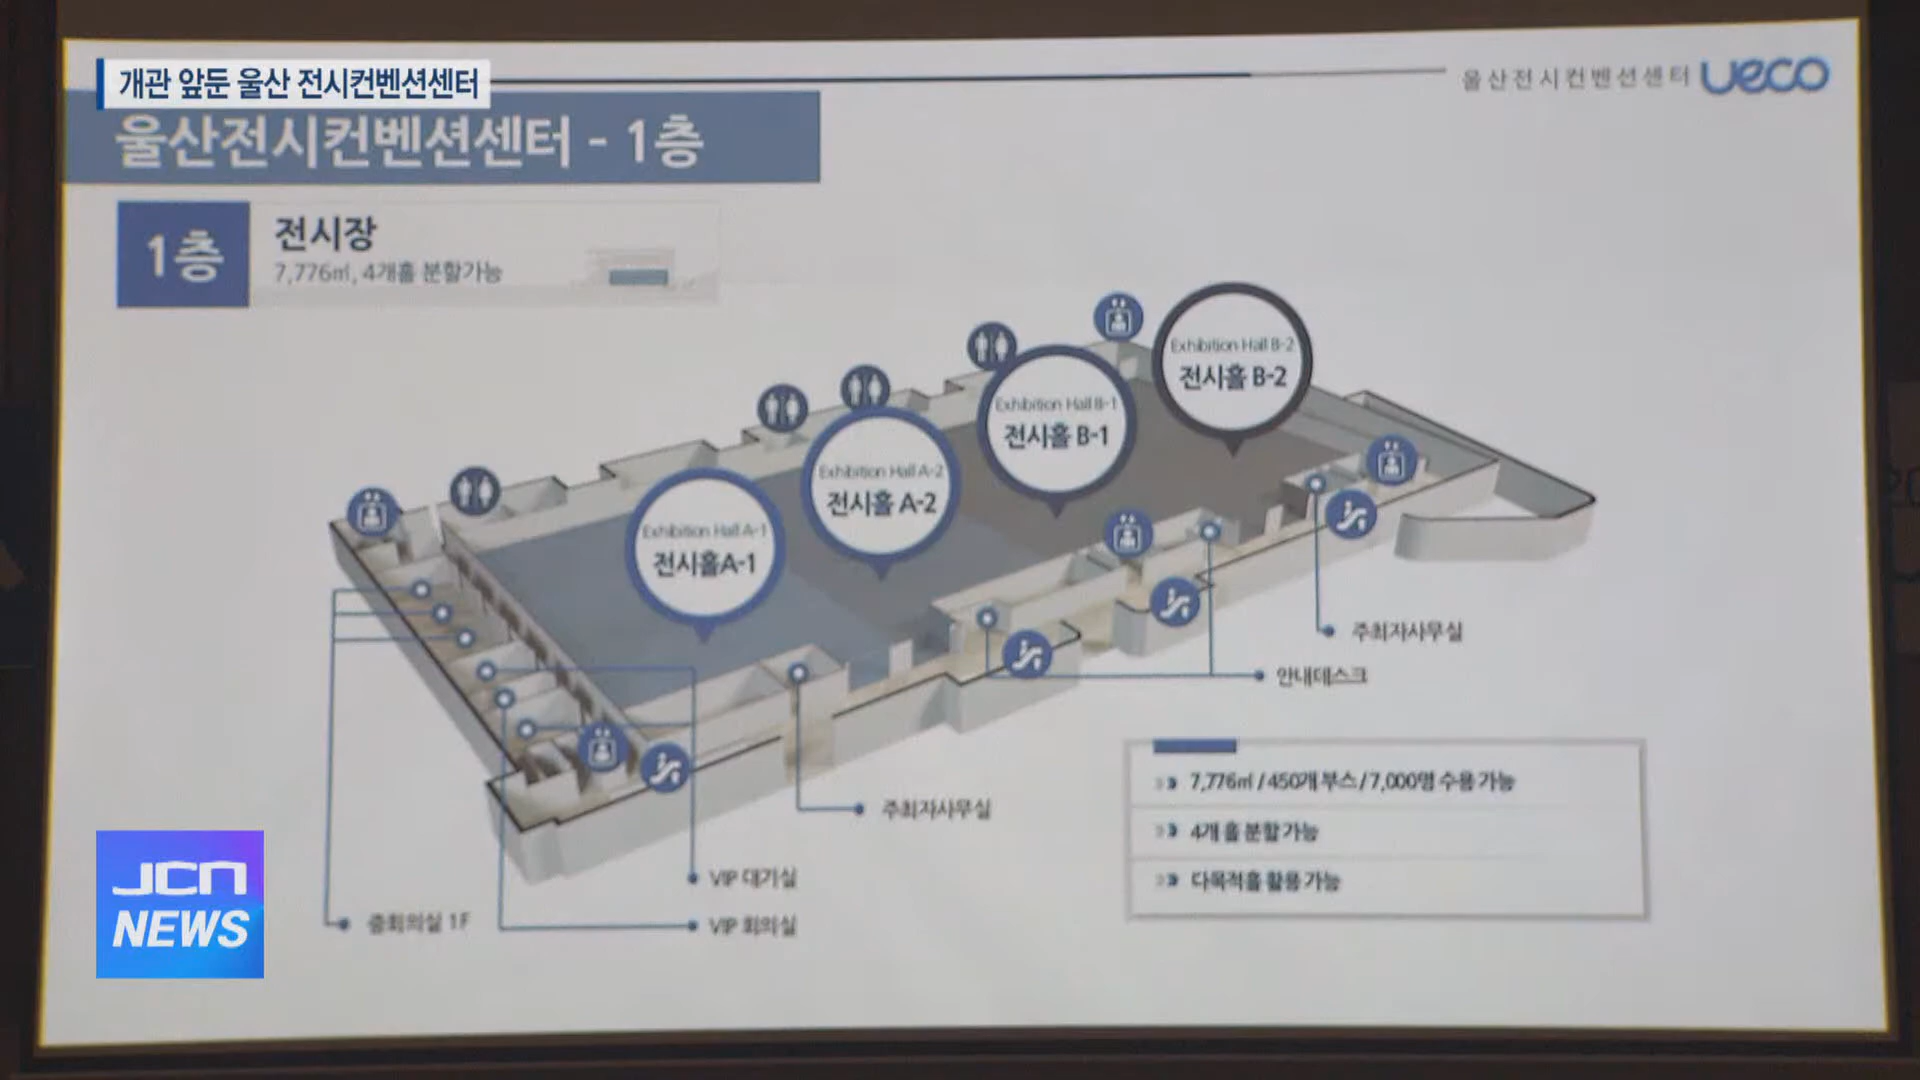 개관 앞둔 울산 전시컨벤션센터
울산전시컨벤션센터 ueco
울산전시컨벤션센터 - 1층
1층
전시장
7,776㎡, 4개홀 분할가능
Exhibition Hall B-2
전시홀 B-2
Exhibition Hall B-1
전시홀 B-1
Exhibition Hall A-2
전시홀 A-2
Exhibition Hall A-1
전시홀A-1
주최자사무실
안내데스크
주최자사무실
VIP 대기실
중회의실 1F
VIP 회의실
7,776㎡ / 450개 부스 / 7,000명 수용 가능
4개 홀 분할 가능
다목적홀 활용 가능
JCN
NEWS